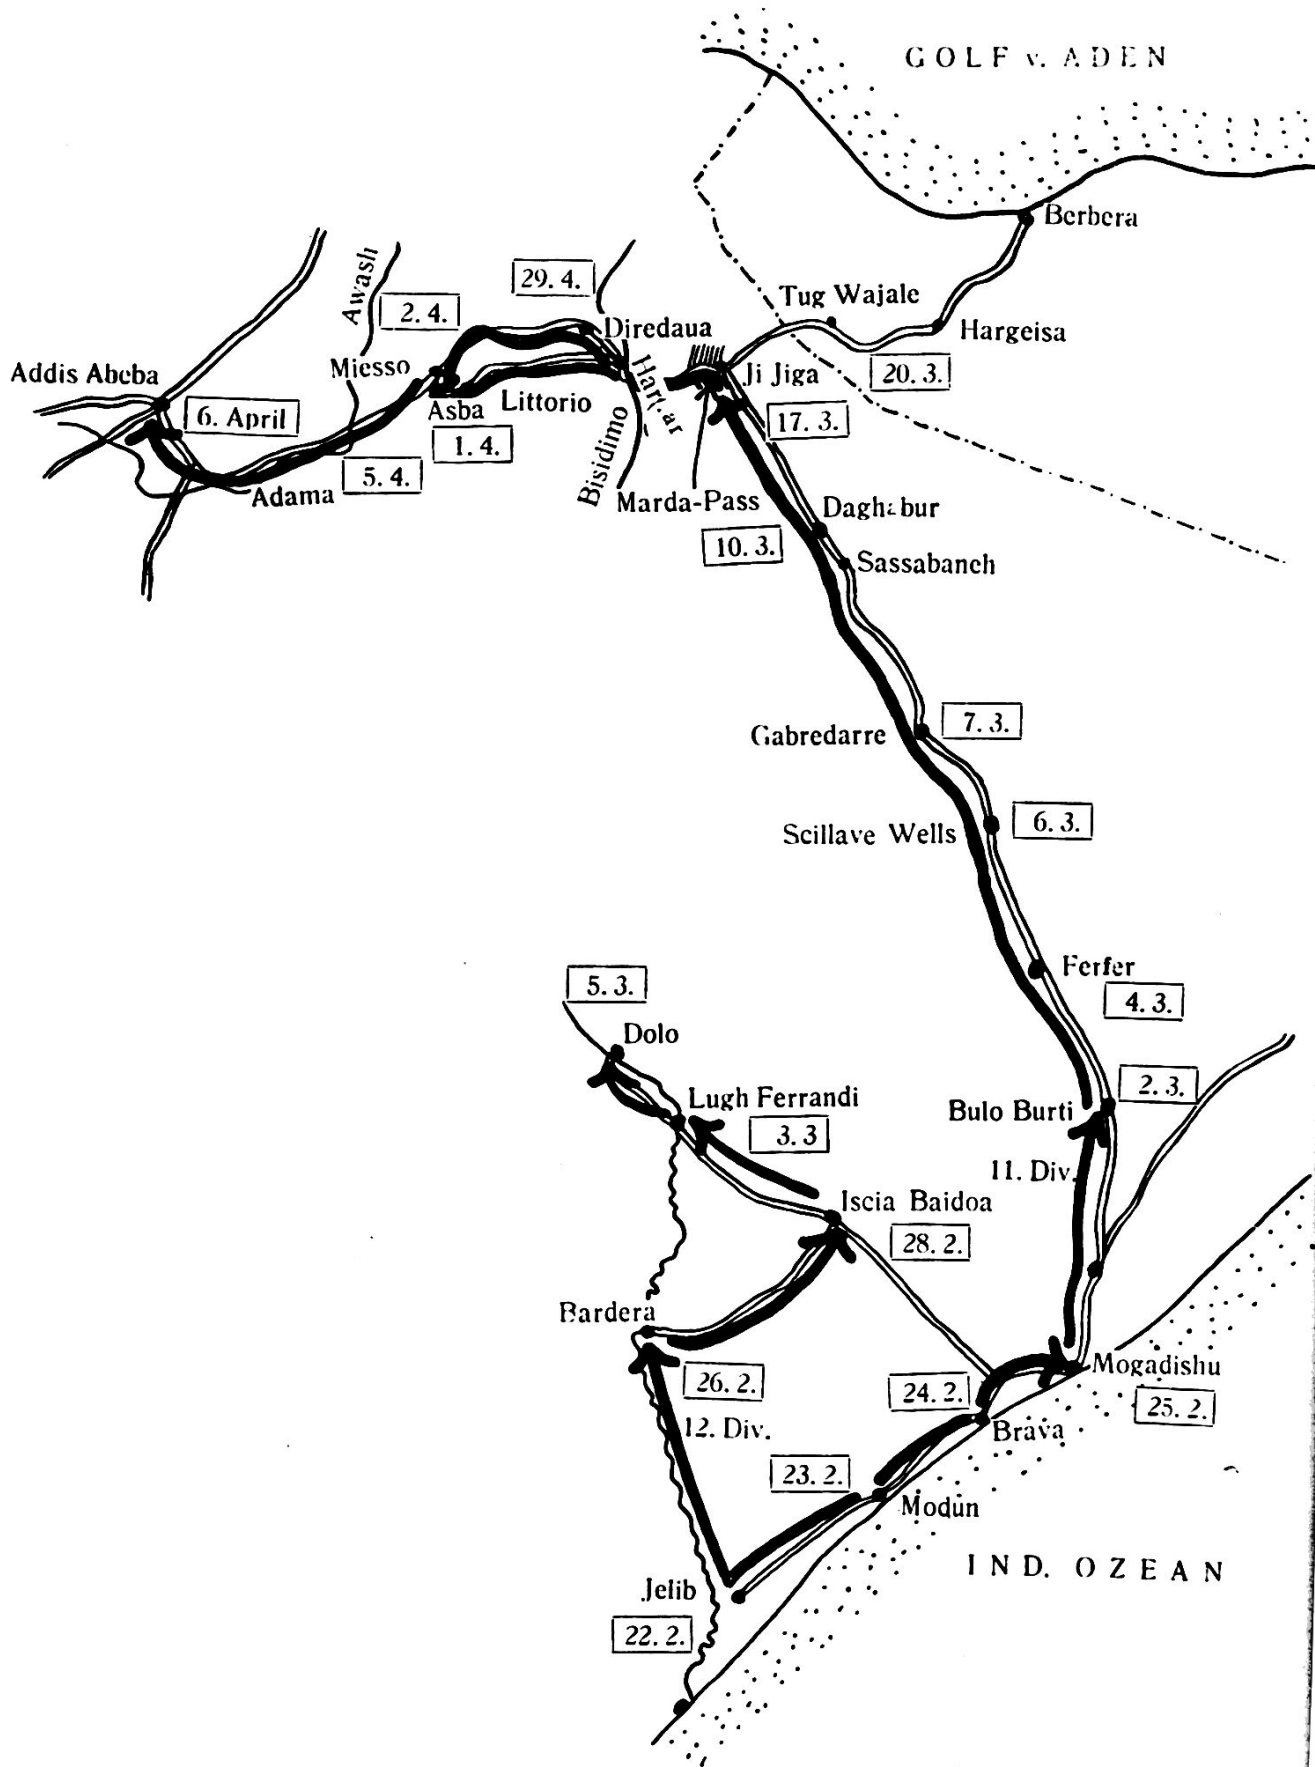 GOLF v. ADEN
Berbera
Tug Wajale
Hargeisa
20. 3.
Awash
2. 4.
29. 4.
Diredaua
Miesso
Addis Abeba
6. April
Asba
Littorio
1. 4.
Harrar
Bisidimo
Ji Jiga
17. 3.
Adama
5. 4.
Marda-Pass
10. 3.
Daghabur
Sassabaneh
7. 3.
Gabredarre
6. 3.
Scillave Wells
Ferfer
4. 3.
5. 3.
Dolo
2. 3.
Lugh Ferrandi
3. 3
Bulo Burti
11. Div.
Iscia Baidoa
28. 2.
Bardera
26. 2.
12. Div.
24. 2.
Mogadishu
25. 2.
Brava
23. 2.
Modun
IND. OZEAN
Jelib
22. 2.